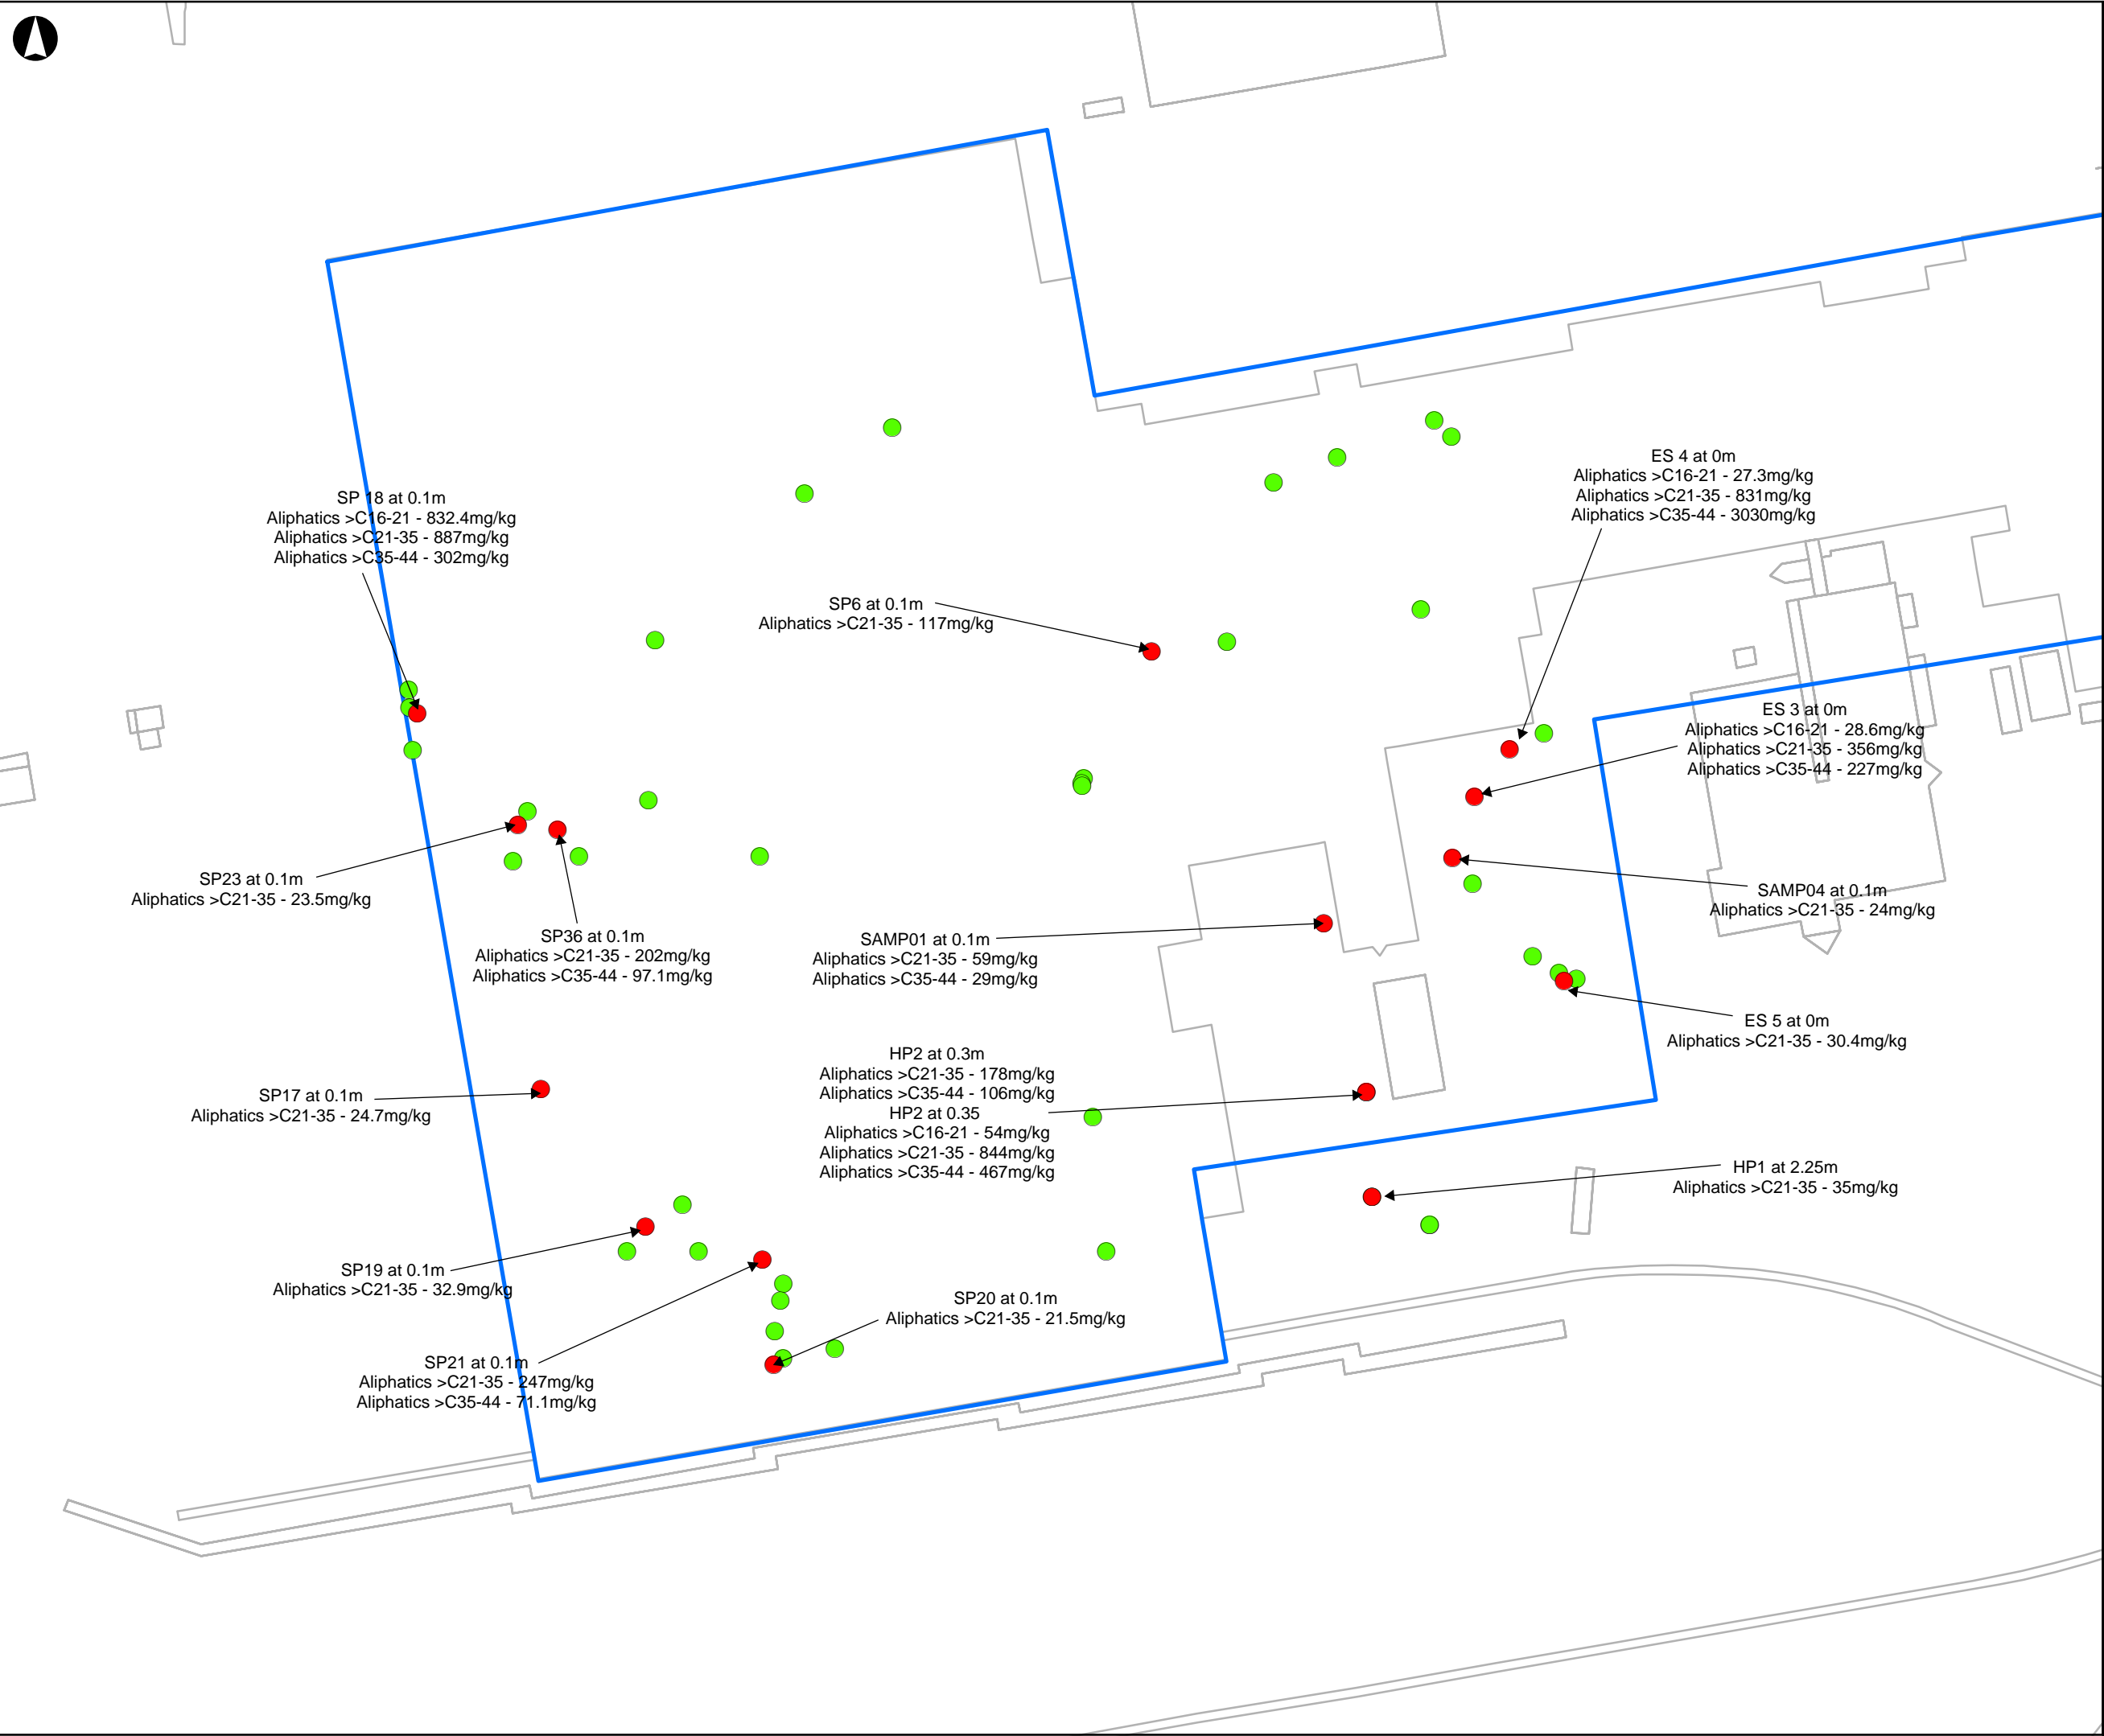 ES 4 at 0m
Aliphatics >C16-21 - 27.3mg/kg
Aliphatics >C21-35 - 831mg/kg
Aliphatics >C35-44 - 3030mg/kg
SP 18 at 0.1m
Aliphatics >C16-21 - 832.4mg/kg
Aliphatics >C21-35 - 887mg/kg
Aliphatics >C35-44 - 302mg/kg
SP6 at 0.1m
Aliphatics >C21-35 - 117mg/kg
ES 3 at 0m
Aliphatics >C16-21 - 28.6mg/kg
Aliphatics >C21-35 - 356mg/kg
Aliphatics >C35-44 - 227mg/kg
SP23 at 0.1m
Aliphatics >C21-35 - 23.5mg/kg
SAMP04 at 0.1m
Aliphatics >C21-35 - 24mg/kg
SP36 at 0.1m
Aliphatics >C21-35 - 202mg/kg
Aliphatics >C35-44 - 97.1mg/kg
SAMP01 at 0.1m
Aliphatics >C21-35 - 59mg/kg
Aliphatics >C35-44 - 29mg/kg
ES 5 at 0m
Aliphatics >C21-35 - 30.4mg/kg
HP2 at 0.3m
Aliphatics >C21-35 - 178mg/kg
Aliphatics >C35-44 - 106mg/kg
HP2 at 0.35
Aliphatics >C16-21 - 54mg/kg
Aliphatics >C21-35 - 844mg/kg
Aliphatics >C35-44 - 467mg/kg
SP17 at 0.1m
Aliphatics >C21-35 - 24.7mg/kg
HP1 at 2.25m
Aliphatics >C21-35 - 35mg/kg
SP19 at 0.1m
Aliphatics >C21-35 - 32.9mg/kg
SP20 at 0.1m
Aliphatics >C21-35 - 21.5mg/kg
SP21 at 0.1m
Aliphatics >C21-35 - 247mg/kg
Aliphatics >C35-44 - 71.1mg/kg